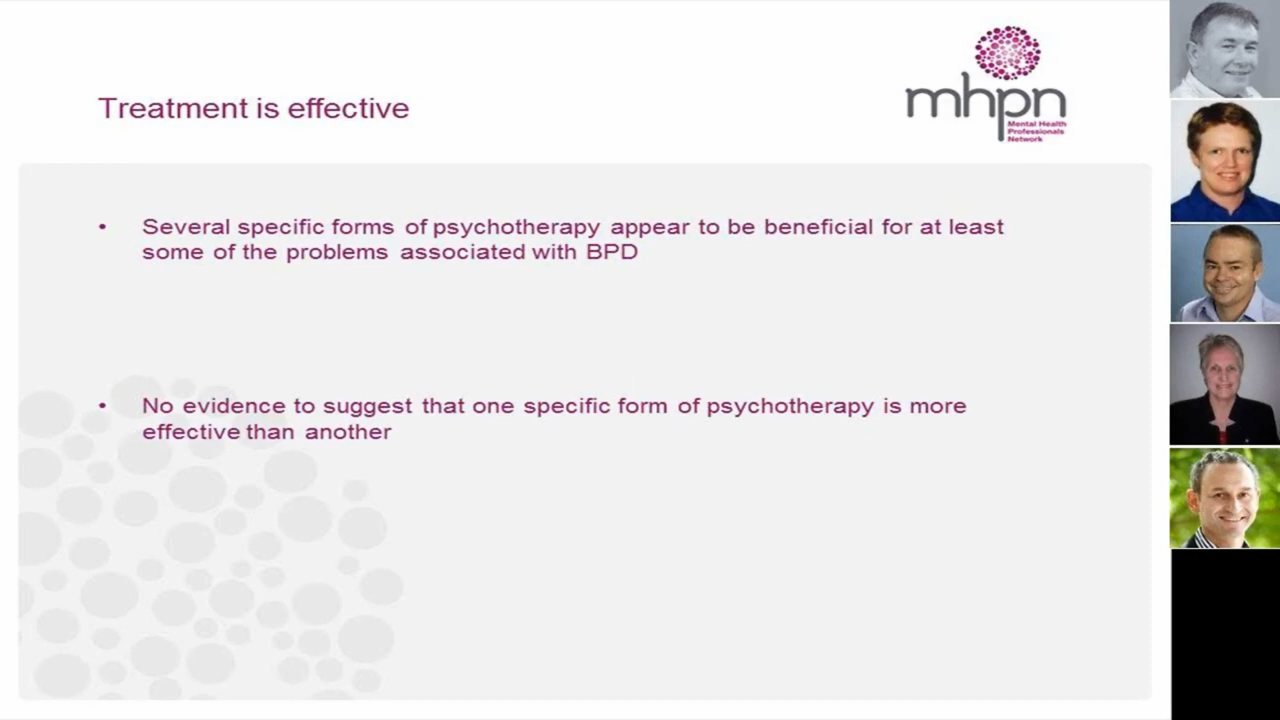 Treatment is effective
mhpn
Mental Health
Professionals
Network
• Several specific forms of psychotherapy appear to be beneficial for at least
some of the problems associated with BPD
• No evidence to suggest that one specific form of psychotherapy is more
effective than another